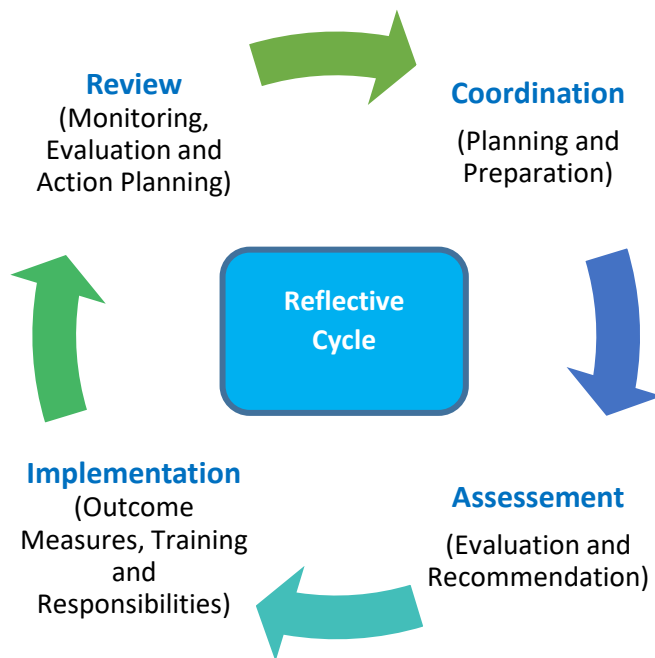 Review
(Monitoring,
Evaluation and
Action Planning)
Coordination
(Planning and
Preparation)
Reflective
Cycle
Implementation
(Outcome
Measures, Training
and
Responsibilities)
Assessement
(Evaluation and
Recommendation)